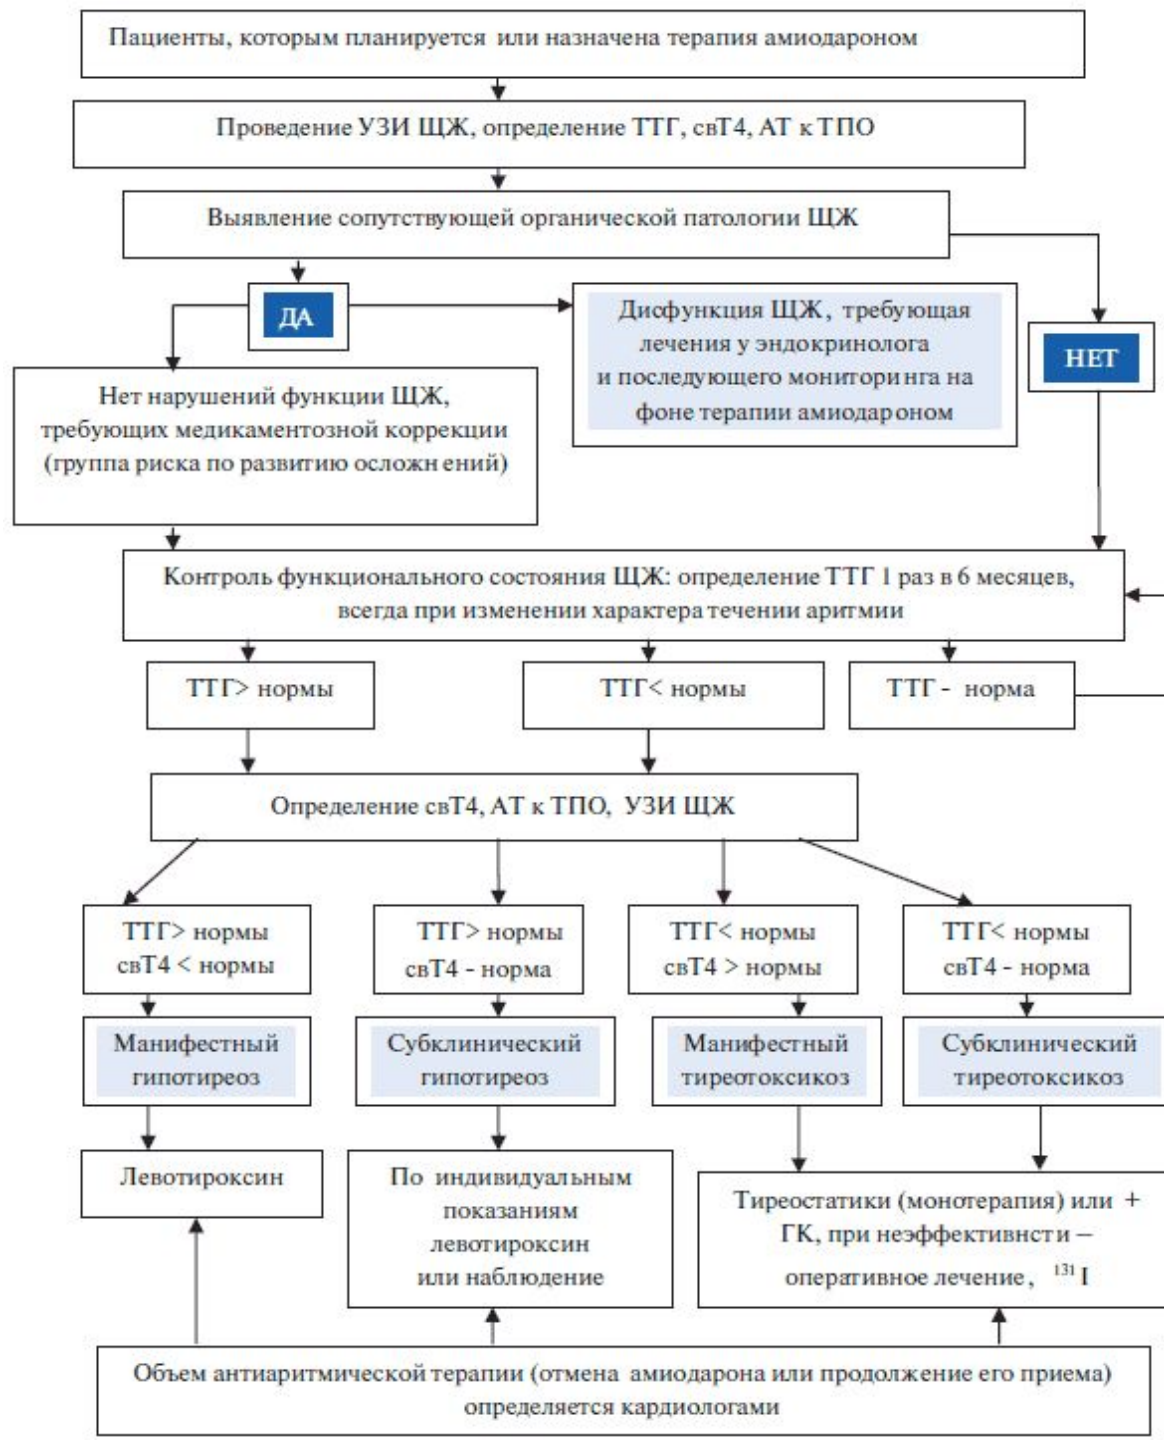 Пациенты, которым планируется или назначена терапия амиодароном
Проведение УЗИ ЩЖ, определение ТТГ, свТ4, АТ к ТПО
Выявление сопутствующей органической патологии ЩЖ
ДА
Дисфункция ЩЖ, требующая
лечения у эндокринолога
и последующего мониторинга на
фоне терапии амиодароном
НЕТ
Нет нарушений функции ЩЖ,
требующих медикаментозной коррекции
(группа риска по развитию осложн ений)
Контроль функционального состояния ЩЖ: определение ТТГ 1 раз в 6 месяцев,
всегда при изменении характера течении аритмии
ТТГ> нормы
ТТГ< нормы
ТТГ - норма
Определение свТ4, АТ к ТПО, УЗИ ЩЖ
ТТГ> нормы
свТ4 < нормы
ТТГ> нормы
свТ4 - норма
ТТГ< нормы
свТ4 > нормы
ТТГ< нормы
свТ4 - норма
Манифестный
гипотиреоз
Субклинический
гипотиреоз
Манифестный
тиреотоксикоз
Субклинический
тиреотоксикоз
Левотироксин
По индивидуальным
показаниям
левотироксин
или наблюдение
Тиреостатики (монотерапия) или +
ГК, при неэффективнсти –
оперативное лечение, ¹³¹ I
Объем антиаритмической терапии (отмена амиодарона или продолжение его приема)
определяется кардиологами